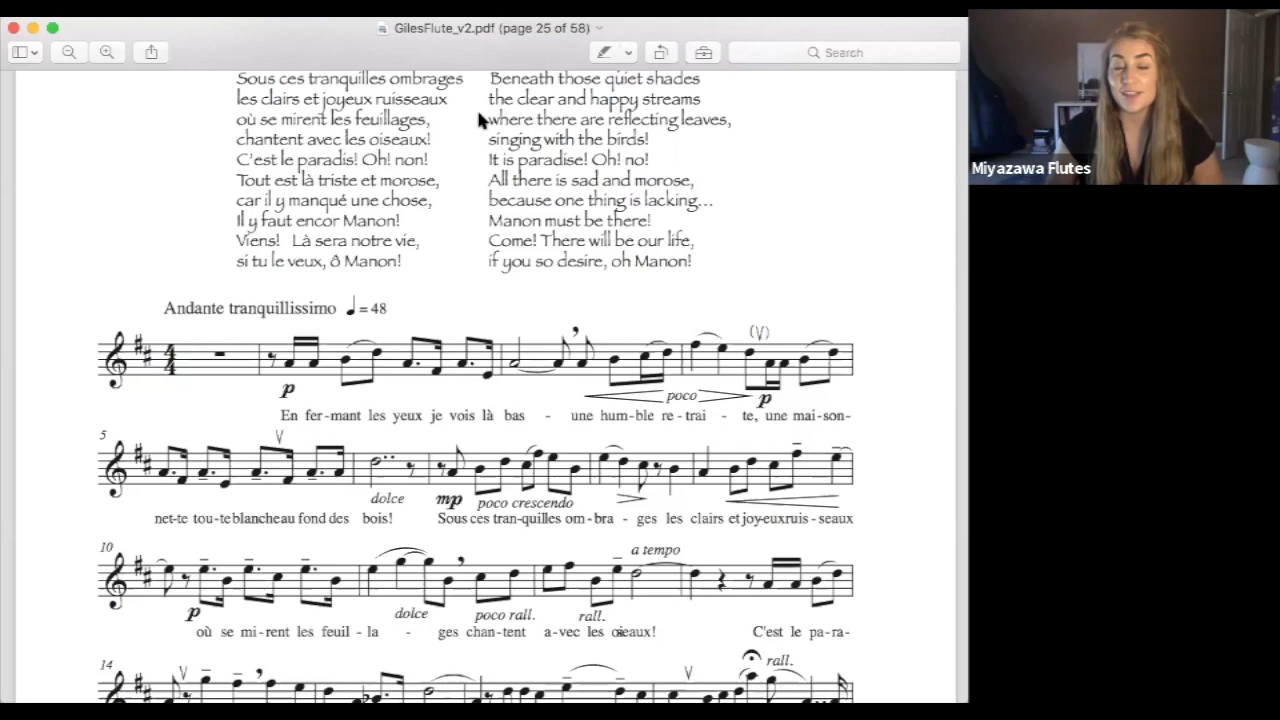 GilesFlute_v2.pdf (page 25 of 58)
Search
Miyazawa Flutes
Sous ces tranquilles ombrages
les clairs et joyeux ruisseaux
où se mirent les feuillages,
chantent avec les oiseaux!
C'est le paradis! Oh! non!
Tout est là triste et morose,
car il y manqué une chose,
Il y faut encor Manon!
Viens! Là sera notre vie,
si tu le veux, ô Manon!
Beneath those quiet shades
the clear and happy streams
where there are reflecting leaves,
singing with the birds!
It is paradise! Oh! no!
All there is sad and morose,
because one thing is lacking...
Manon must be there!
Come! There will be our life,
if you so desire, oh Manon!
Andante tranquillissimo ♩ = 48
4 4
(V)
p poco p
En fer-mant les yeux je vois là bas - une hum-ble re-trai - te, une mai-son-
5 V
dolce mp poco crescendo
net-te tou-te blanche au fond des bois! Sous ces tran-quilles om-bra - ges les clairs et joy-eux ruis-seaux
10 a tempo
p dolce poco rall. rall.
où se mi-rent les feuil-la - ges chan-tent a-vec les eaux! C'est le pa-ra-
14 V V rall.